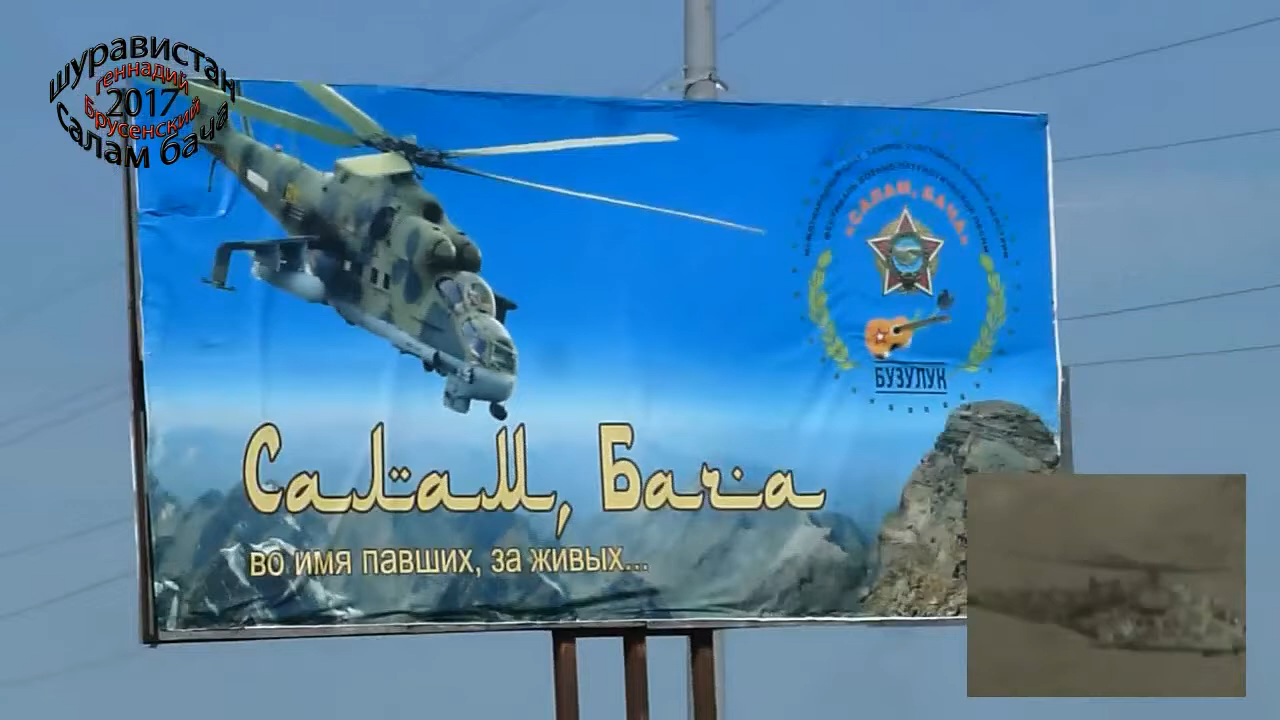 шуравистан
геннадий
2017
Брусенский
салам бача
«САЛАМ, БАЧА»
БУЗУЛУК
Салам, Бача
во имя павших, за живых...